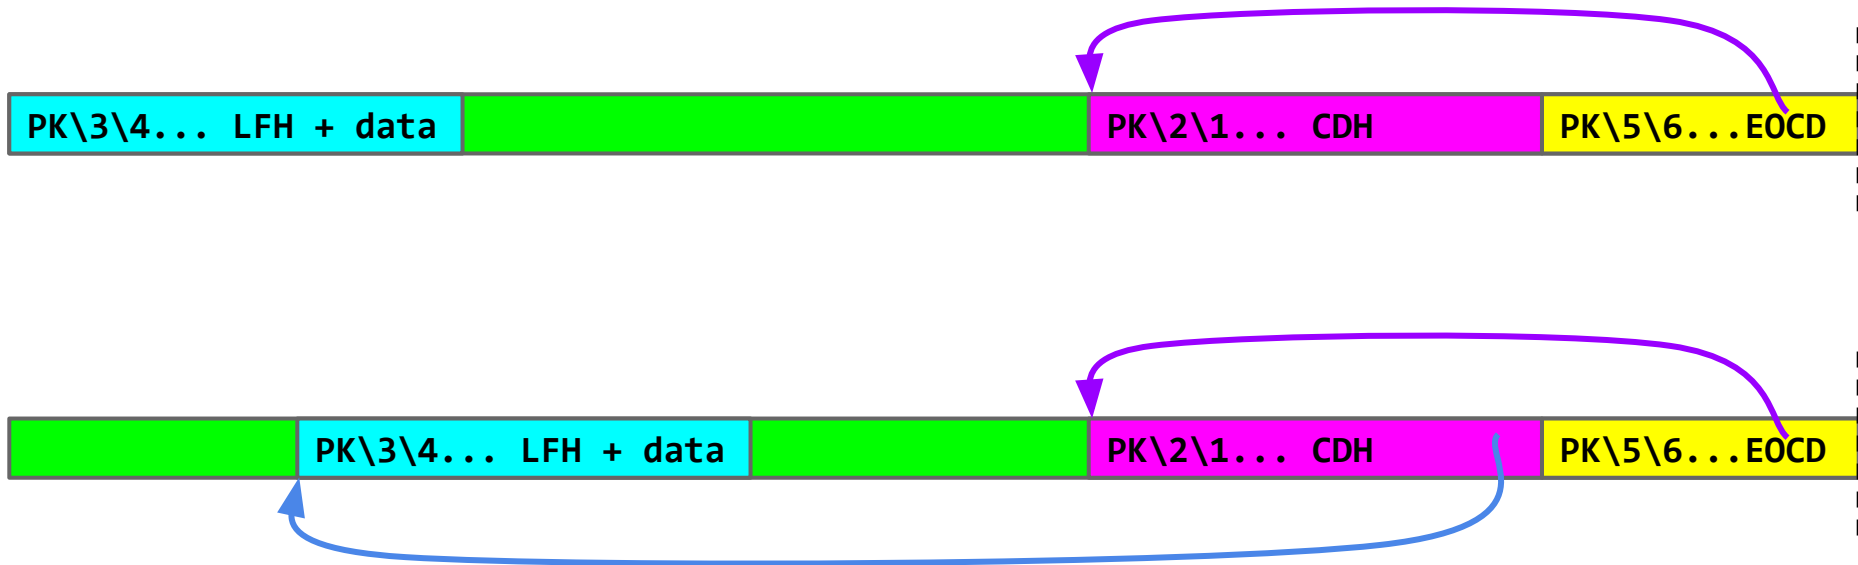 PK\3\4... LFH + data
PK\2\1... CDH
PK\5\6...EOCD
PK\3\4... LFH + data
PK\2\1... CDH
PK\5\6...EOCD